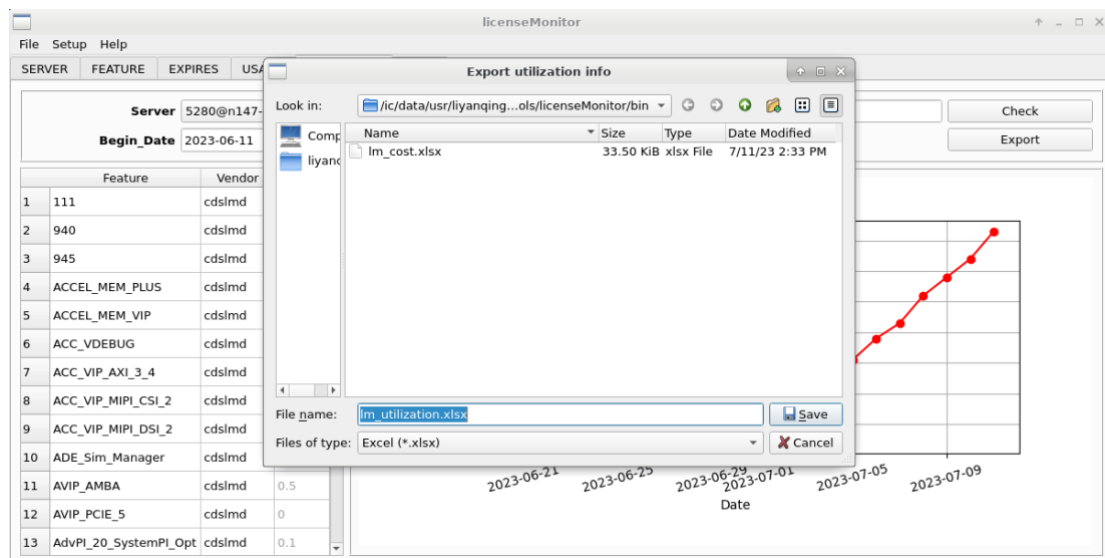 licenseMonitor
File Setup Help
SERVER FEATURE EXPIRES
Export utilization info
Server 5280@n147-
Look in: /ic/data/usr/liyanqing...ols/licenseMonitor/bin
Check
Begin_Date 2023-06-11
Export
Name Size Type Date Modified
lm_cost.xlsx 33.50 KiB xlsx File 7/11/23 2:33 PM
Feature Vendor
1 111 cdslmd
2 940 cdslmd
3 945 cdslmd
4 ACCEL_MEM_PLUS cdslmd
5 ACCEL_MEM_VIP cdslmd
6 ACC_VDEBUG cdslmd
7 ACC_VIP_AXI_3_4 cdslmd
8 ACC_VIP_MIPI_CSI_2 cdslmd
9 ACC_VIP_MIPI_DSI_2 cdslmd
File name: lm_utilization.xlsx Save
Files of type: Excel (*.xlsx) Cancel
10 ADE_Sim_Manager cdslmd
11 AVIP_AMBA cdslmd 0.5
12 AVIP_PCIE_5 cdslmd 0
13 AdvPI_20_SystemPI_Opt cdslmd 0.1
2023-06-21 2023-06-25 2023-06-29 2023-07-01 2023-07-05 2023-07-09
Date